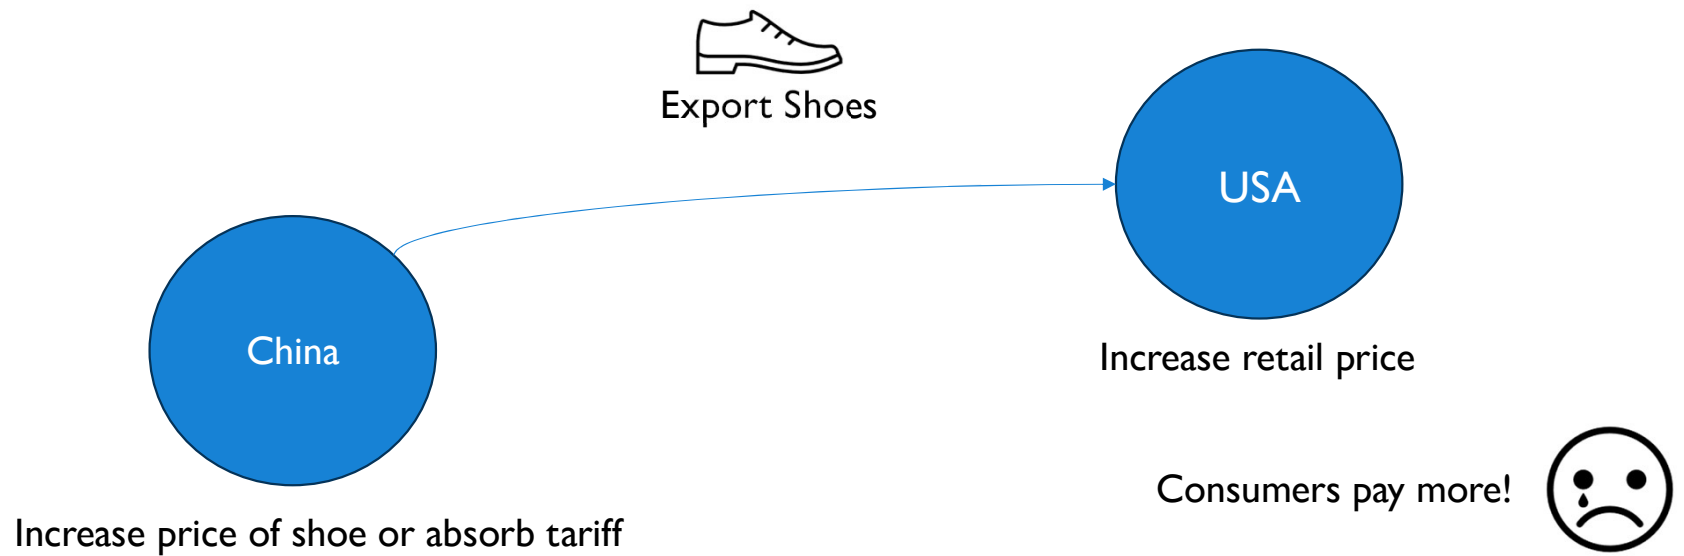 Export Shoes
USA
China
Increase retail price
Consumers pay more!
Increase price of shoe or absorb tariff